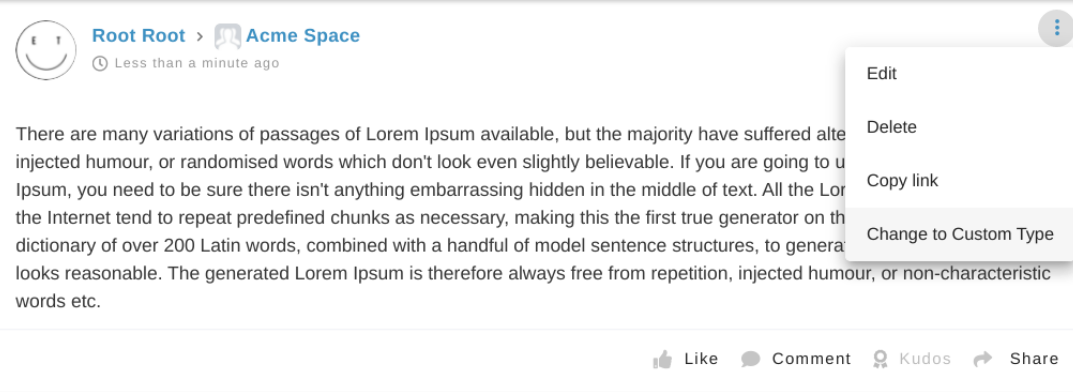 E T
Root Root > Acme Space
Less than a minute ago
Edit
Delete
Copy link
Change to Custom Type
There are many variations of passages of Lorem Ipsum available, but the majority have suffered alte
injected humour, or randomised words which don't look even slightly believable. If you are going to u
Ipsum, you need to be sure there isn't anything embarrassing hidden in the middle of text. All the Lor
the Internet tend to repeat predefined chunks as necessary, making this the first true generator on th
dictionary of over 200 Latin words, combined with a handful of model sentence structures, to genera
looks reasonable. The generated Lorem Ipsum is therefore always free from repetition, injected humour, or non-characteristic
words etc.
Like Comment Kudos Share